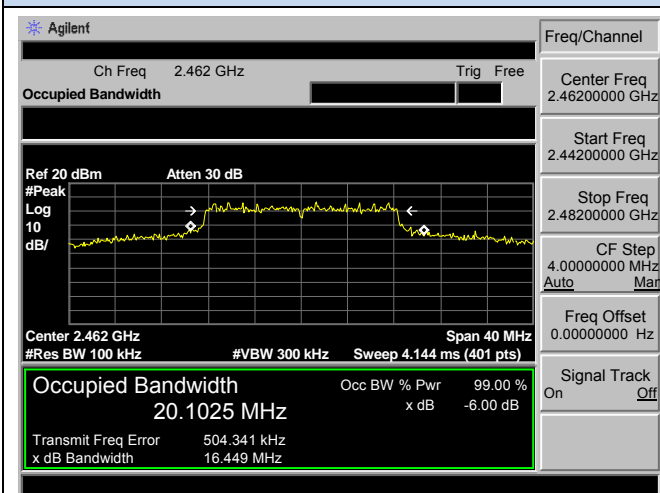 Agilent
Freq/Channel
Ch Freq 2.462 GHz Trig Free
Occupied Bandwidth
Center Freq
2.46200000 GHz
Start Freq
2.44200000 GHz
Ref 20 dBm Atten 30 dB
#Peak
Log
10
dB/
Stop Freq
2.48200000 GHz
CF Step
4.00000000 MHz
Auto Man
Center 2.462 GHz Span 40 MHz
#Res BW 100 kHz #VBW 300 kHz Sweep 4.144 ms (401 pts)
Freq Offset
0.00000000 Hz
Occupied Bandwidth Occ BW % Pwr 99.00 %
20.1025 MHz x dB -6.00 dB
Transmit Freq Error 504.341 kHz
x dB Bandwidth 16.449 MHz
Signal Track
On Off